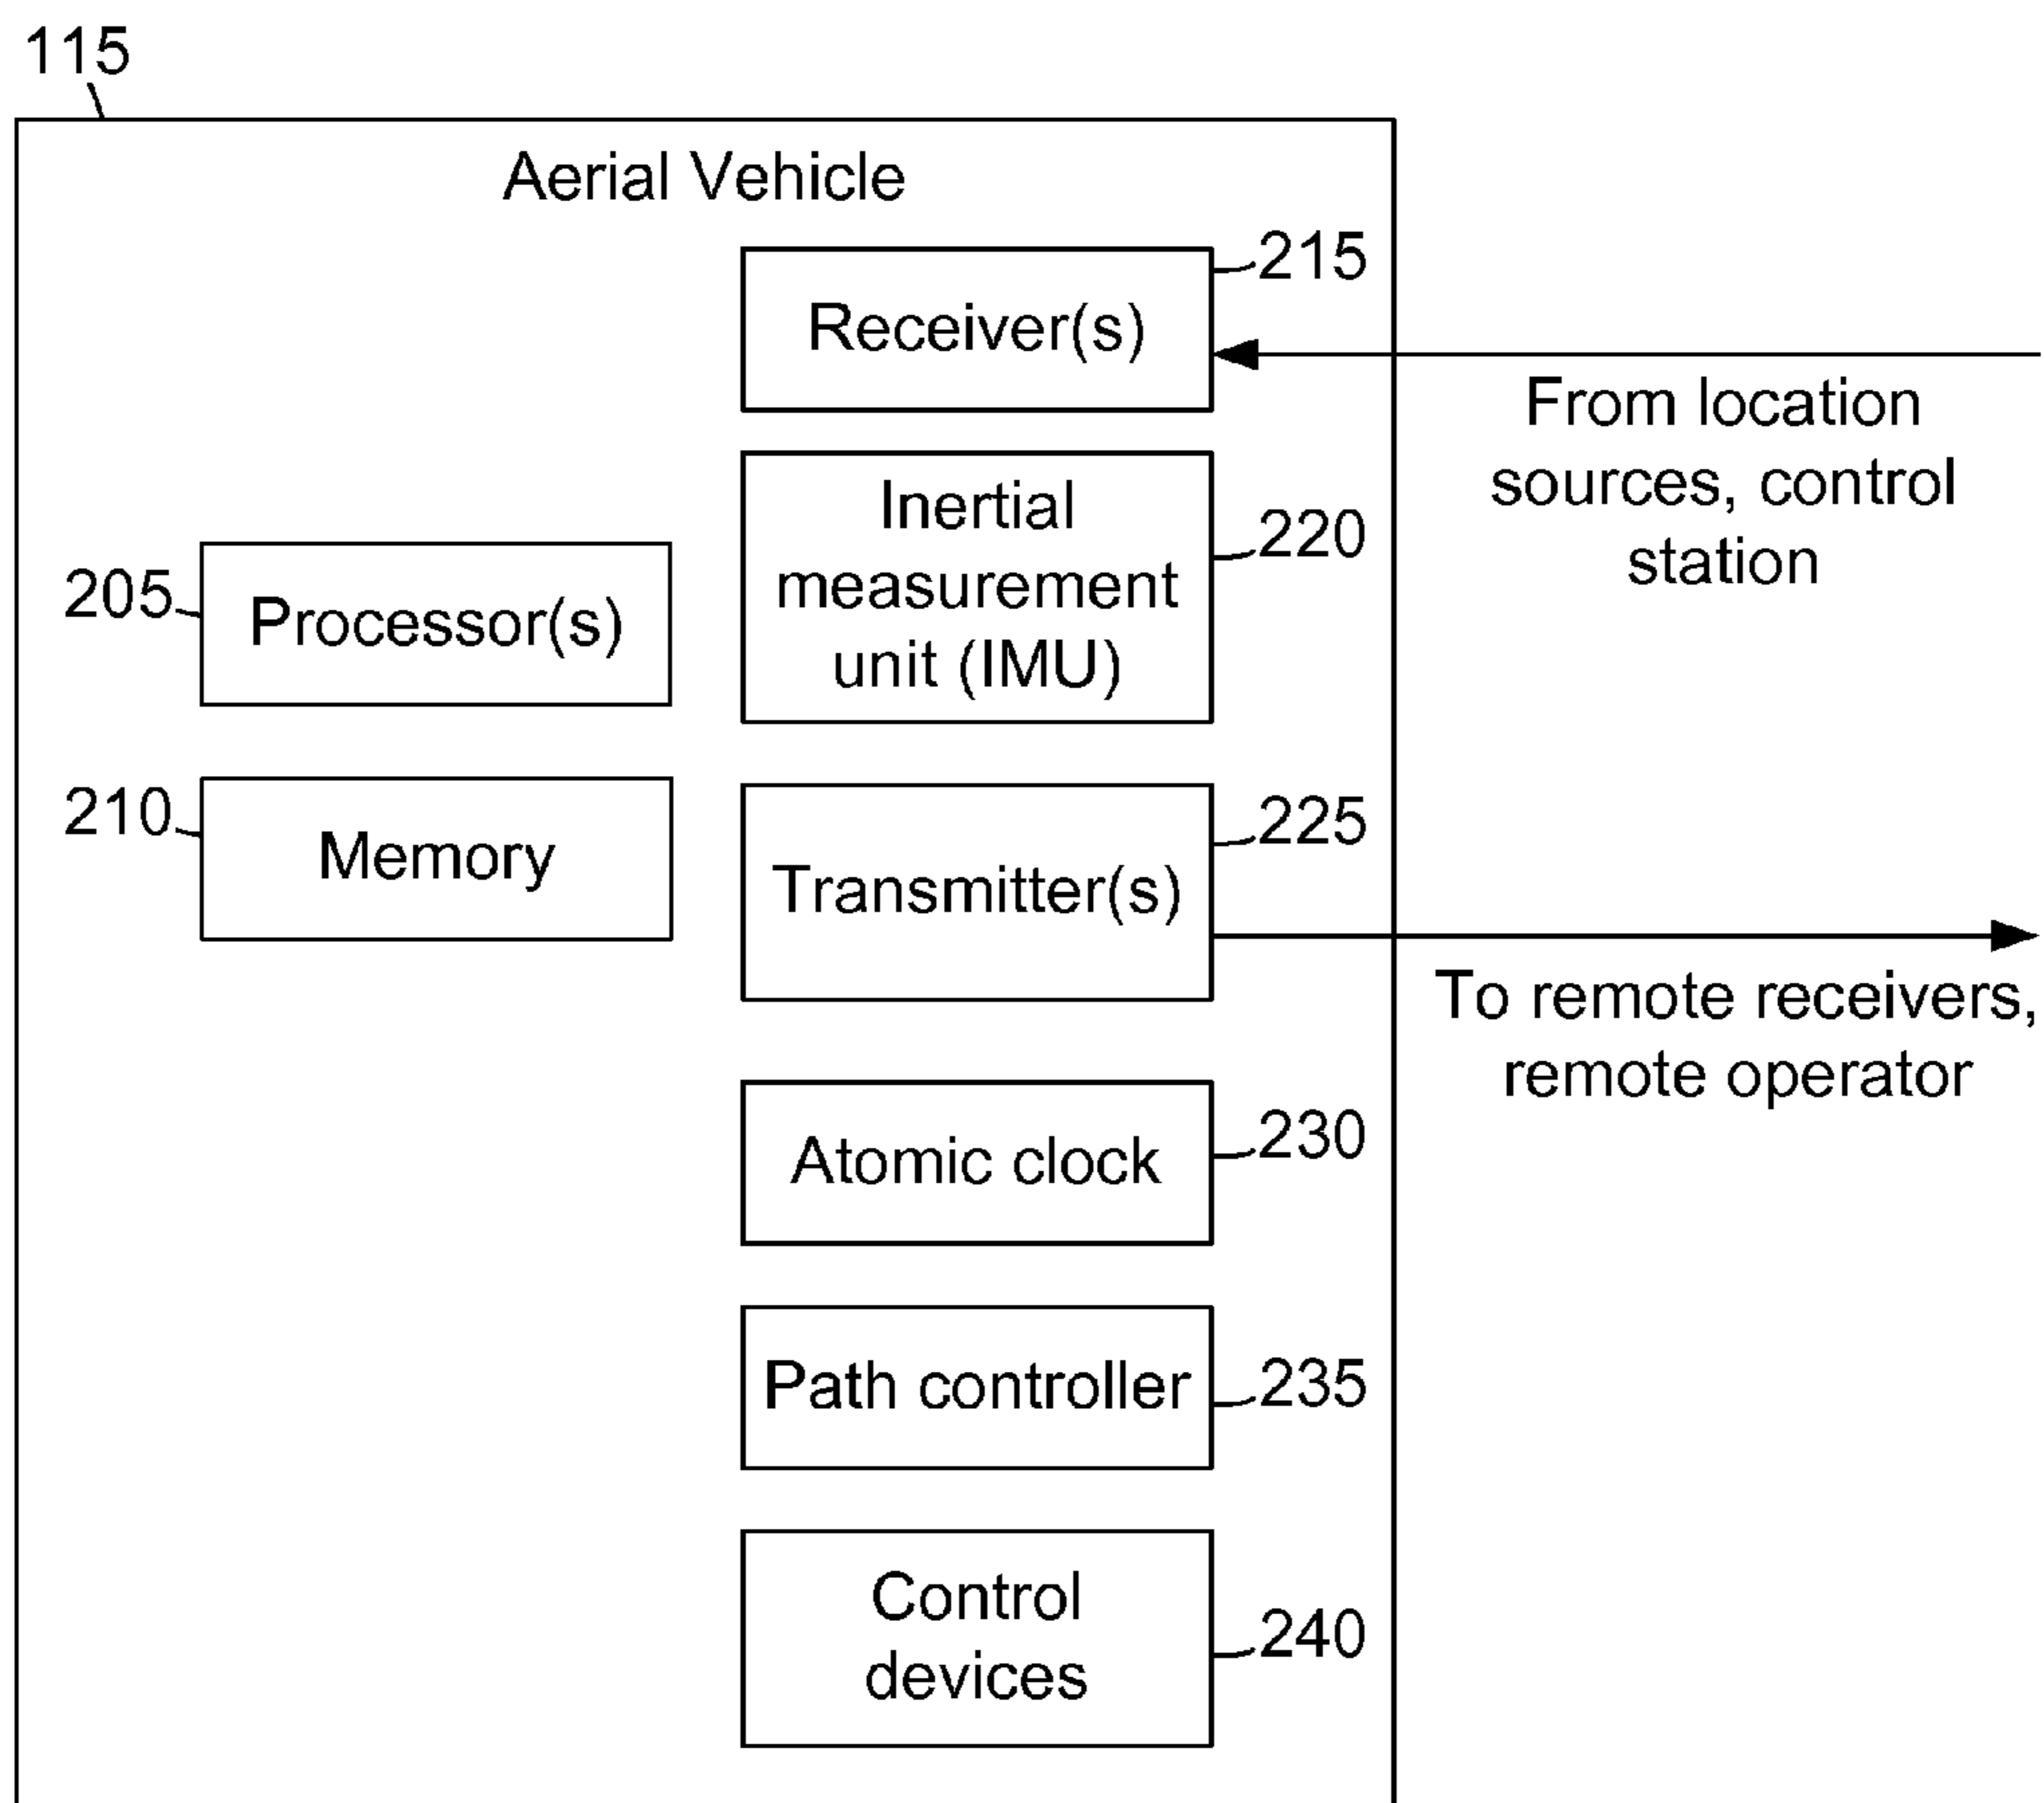 115
Aerial Vehicle
215
Receiver(s)
From location
sources, control
station
Inertial
measurement
unit (IMU)
220
205
Processor(s)
210
Memory
225
Transmitter(s)
To remote receivers,
remote operator
230
Atomic clock
235
Path controller
Control
devices
240